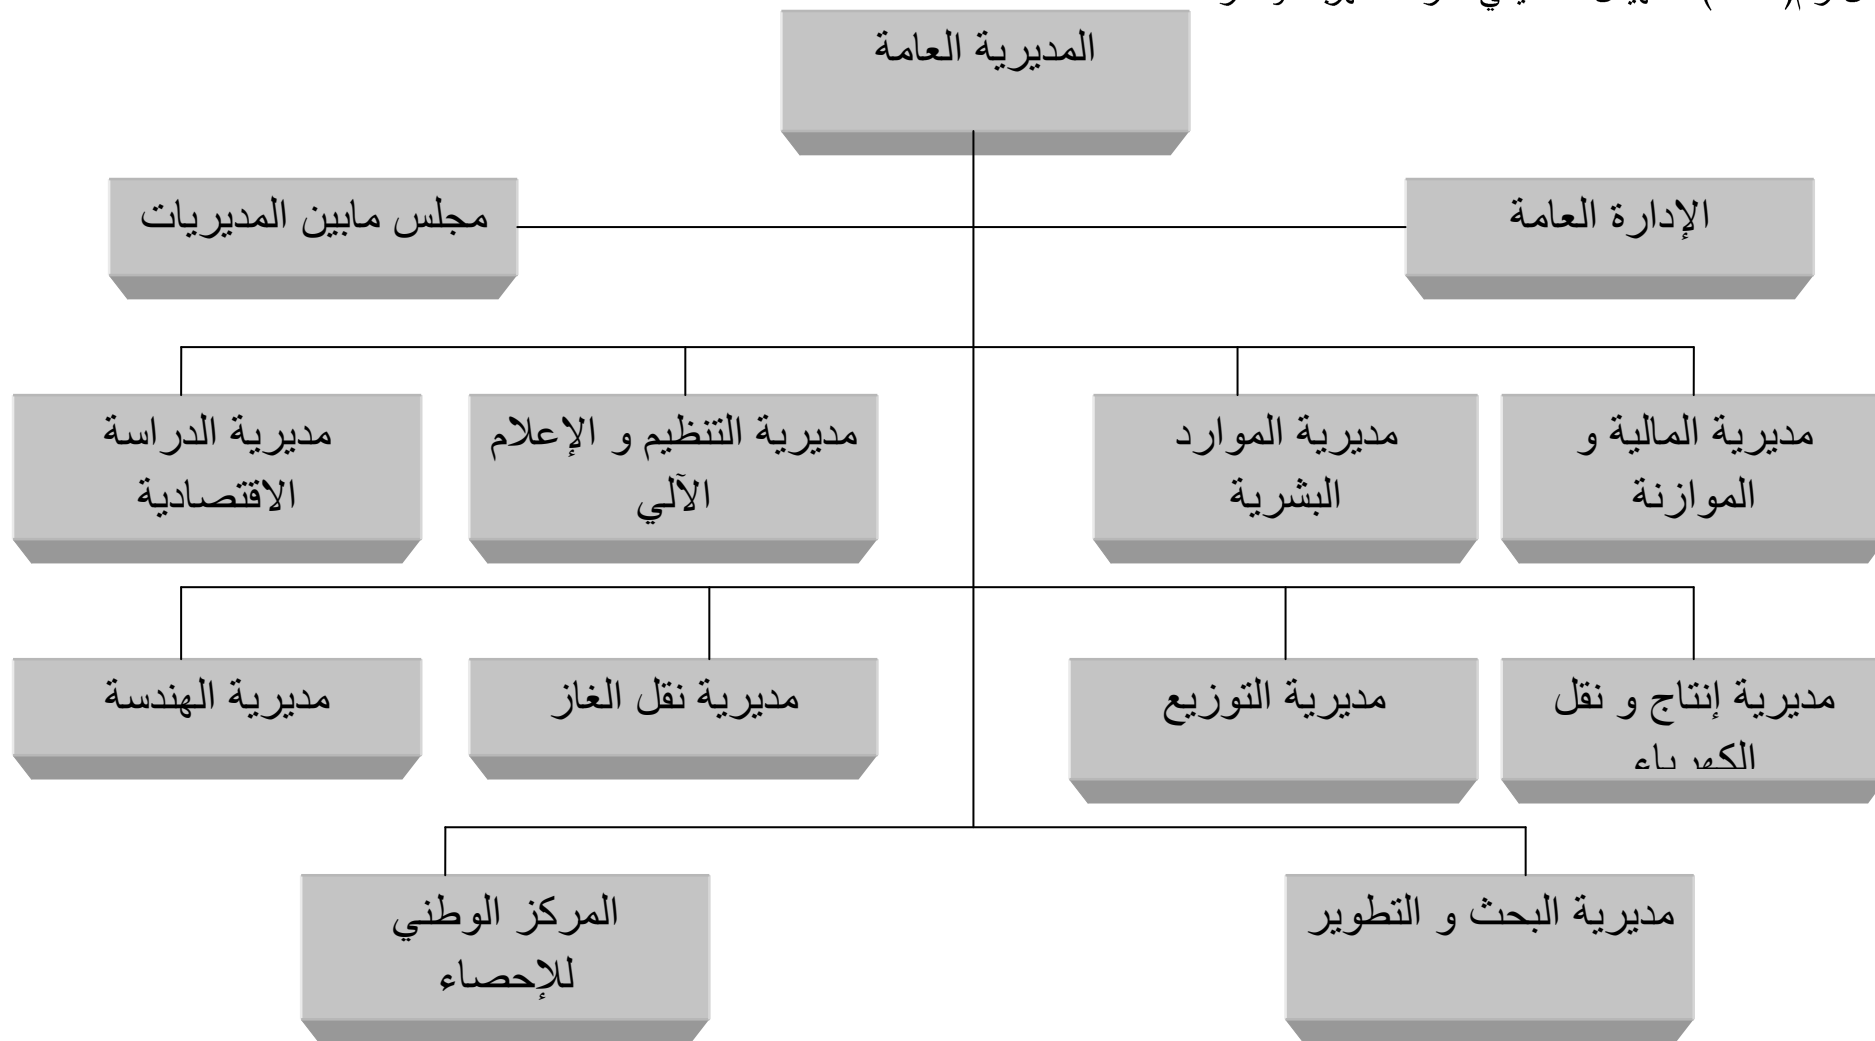 المديرية العامة
الإدارة العامة
مجلس مابين المديريات
مديرية المالية و
الموازنة
مديرية الموارد
البشرية
مديرية التنظيم و الإعلام
الآلي
مديرية الدراسة
الاقتصادية
مديرية إنتاج و نقل
الكهرباء
مديرية التوزيع
مديرية نقل الغاز
مديرية الهندسة
مديرية البحث و التطوير
المركز الوطني
للإحصاء